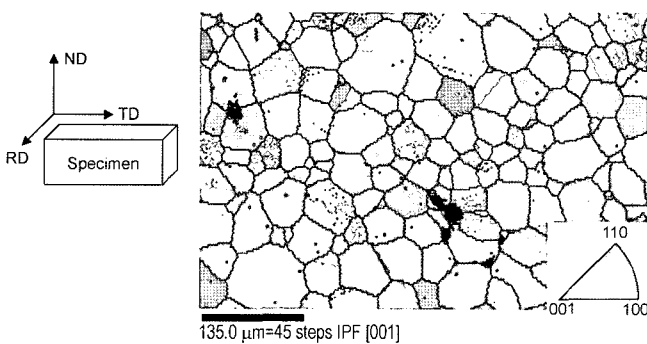 ND
TD
RD
Specimen
110
001
100
135.0 μm=45 steps IPF [001]